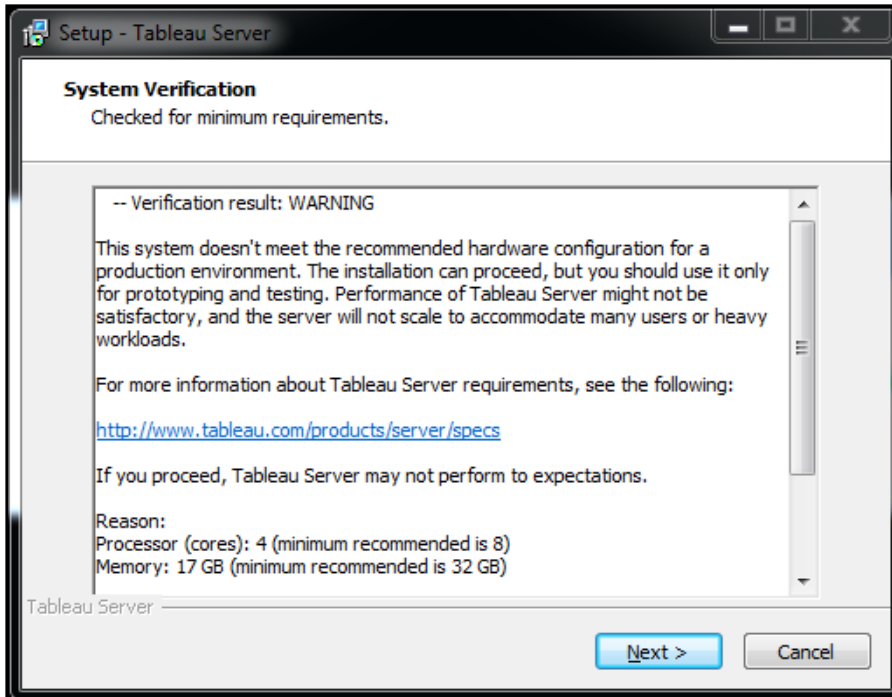 Setup - Tableau Server
System Verification
Checked for minimum requirements.
-- Verification result: WARNING
This system doesn't meet the recommended hardware configuration for a
production environment. The installation can proceed, but you should use it only
for prototyping and testing. Performance of Tableau Server might not be
satisfactory, and the server will not scale to accommodate many users or heavy
workloads.
For more information about Tableau Server requirements, see the following:
http://www.tableau.com/products/server/specs
If you proceed, Tableau Server may not perform to expectations.
Reason:
Processor (cores): 4 (minimum recommended is 8)
Memory: 17 GB (minimum recommended is 32 GB)
Tableau Server
Next >
Cancel